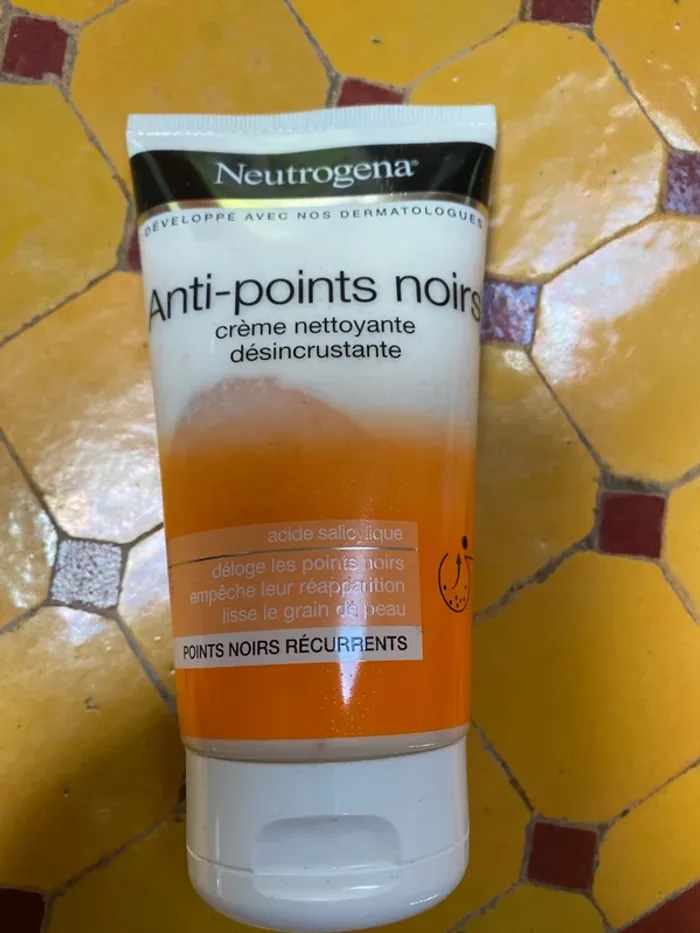 Neutrogena®
DÉVELOPPÉ AVEC NOS DERMATOLOGUES
Anti-points noirs
crème nettoyante
désincrustante
acide salicylique
déloge les points noirs
empêche leur réapparition
lisse le grain de peau
POINTS NOIRS RÉCURRENTS